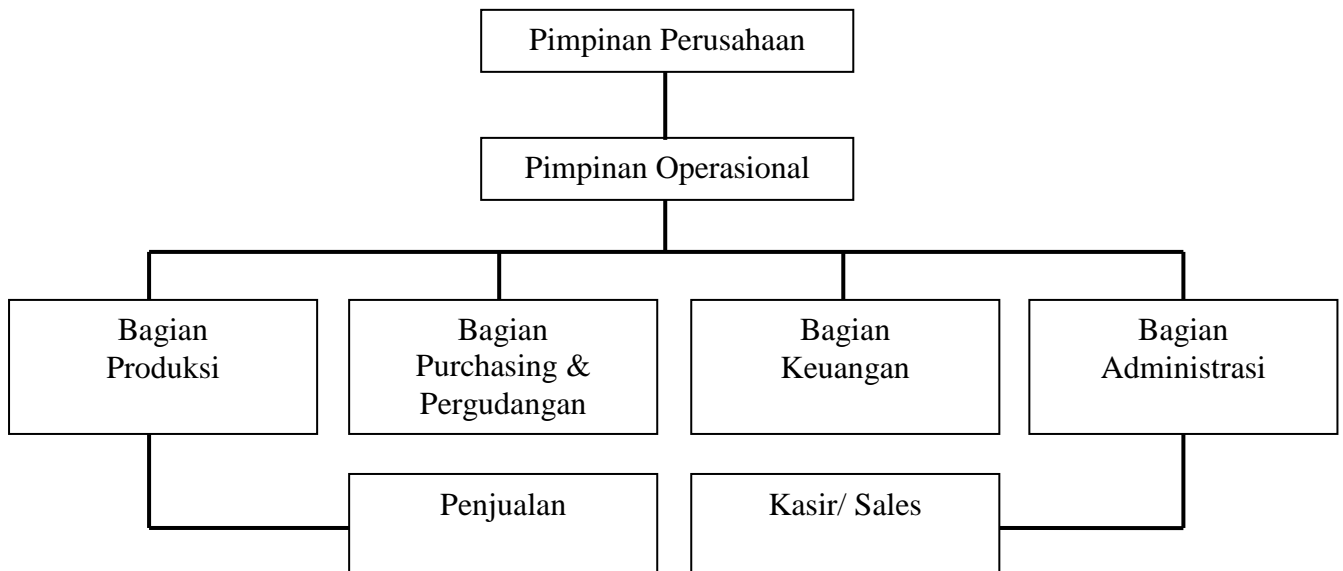 Pimpinan Perusahaan
Pimpinan Operasional
Bagian
Produksi
Bagian
Purchasing &
Pergudangan
Bagian
Keuangan
Bagian
Administrasi
Penjualan
Kasir/ Sales